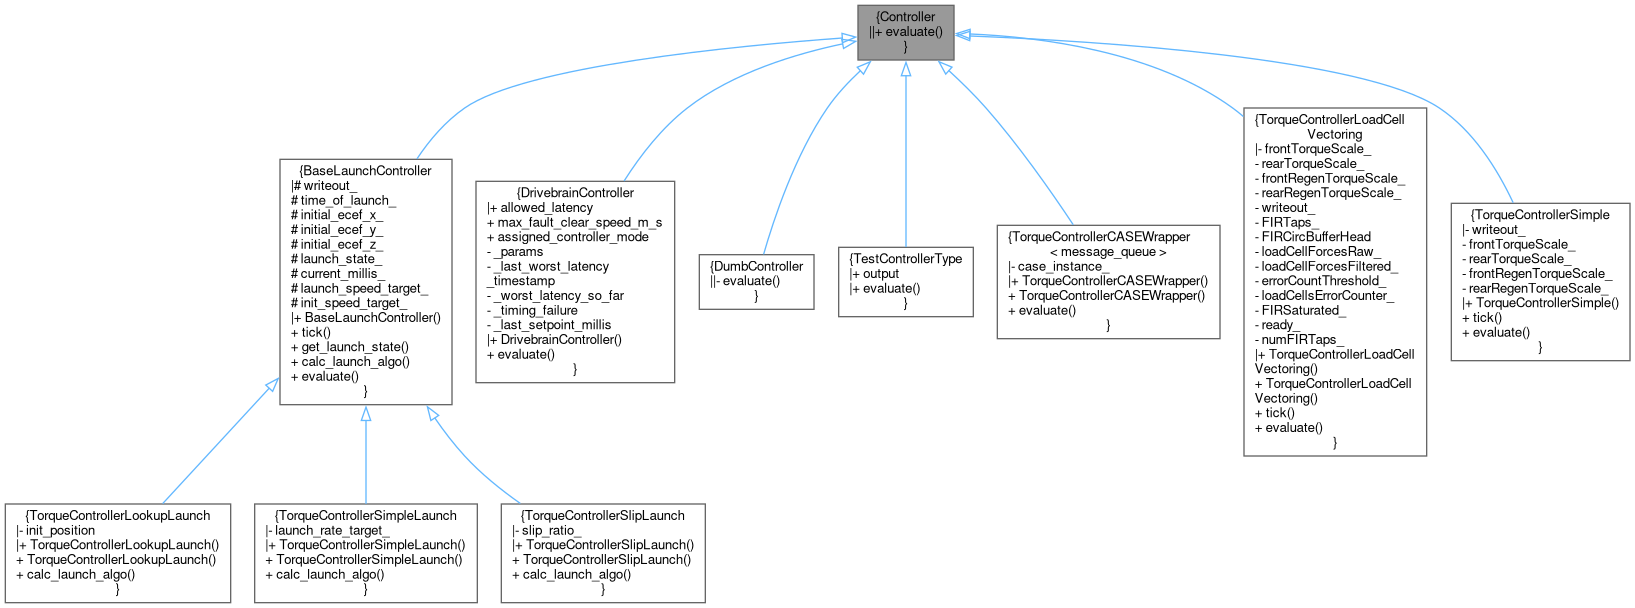 {Controller
||+ evaluate()
}
{BaseLaunchController
|# writeout_
# time_of_launch_
# initial_ecef_x_
# initial_ecef_y_
# initial_ecef_z_
# launch_state_
# current_millis_
# launch_speed_target_
# init_speed_target_
|+ BaseLaunchController()
+ tick()
+ get_launch_state()
+ calc_launch_algo()
+ evaluate()
}
{DrivebrainController
|+ allowed_latency
+ max_fault_clear_speed_m_s
+ assigned_controller_mode
- _params
- _last_worst_latency
_timestamp
- _worst_latency_so_far
- _timing_failure
- _last_setpoint_millis
|+ DrivebrainController()
+ evaluate()
}
{DumbController
||- evaluate()
}
{TestControllerType
|+ output
|+ evaluate()
}
{TorqueControllerCASEWrapper
< message_queue >
|- case_instance_
|+ TorqueControllerCASEWrapper()
+ TorqueControllerCASEWrapper()
+ evaluate()
}
{TorqueControllerLoadCell
Vectoring
|- frontTorqueScale_
- rearTorqueScale_
- frontRegenTorqueScale_
- rearRegenTorqueScale_
- writeout_
- FIRTaps_
- FIRCircBufferHead
- loadCellForcesRaw_
- loadCellForcesFiltered_
- errorCountThreshold_
- loadCellsErrorCounter_
- FIRSaturated_
- ready_
- numFIRTaps_
|+ TorqueControllerLoadCell
Vectoring()
+ TorqueControllerLoadCell
Vectoring()
+ tick()
+ evaluate()
}
{TorqueControllerSimple
|- writeout_
- frontTorqueScale_
- rearTorqueScale_
- frontRegenTorqueScale_
- rearRegenTorqueScale_
|+ TorqueControllerSimple()
+ tick()
+ evaluate()
}
{TorqueControllerLookupLaunch
|- init_position
|+ TorqueControllerLookupLaunch()
+ TorqueControllerLookupLaunch()
+ calc_launch_algo()
}
{TorqueControllerSimpleLaunch
|- launch_rate_target_
|+ TorqueControllerSimpleLaunch()
+ TorqueControllerSimpleLaunch()
+ calc_launch_algo()
}
{TorqueControllerSlipLaunch
|- slip_ratio_
|+ TorqueControllerSlipLaunch()
+ TorqueControllerSlipLaunch()
+ calc_launch_algo()
}